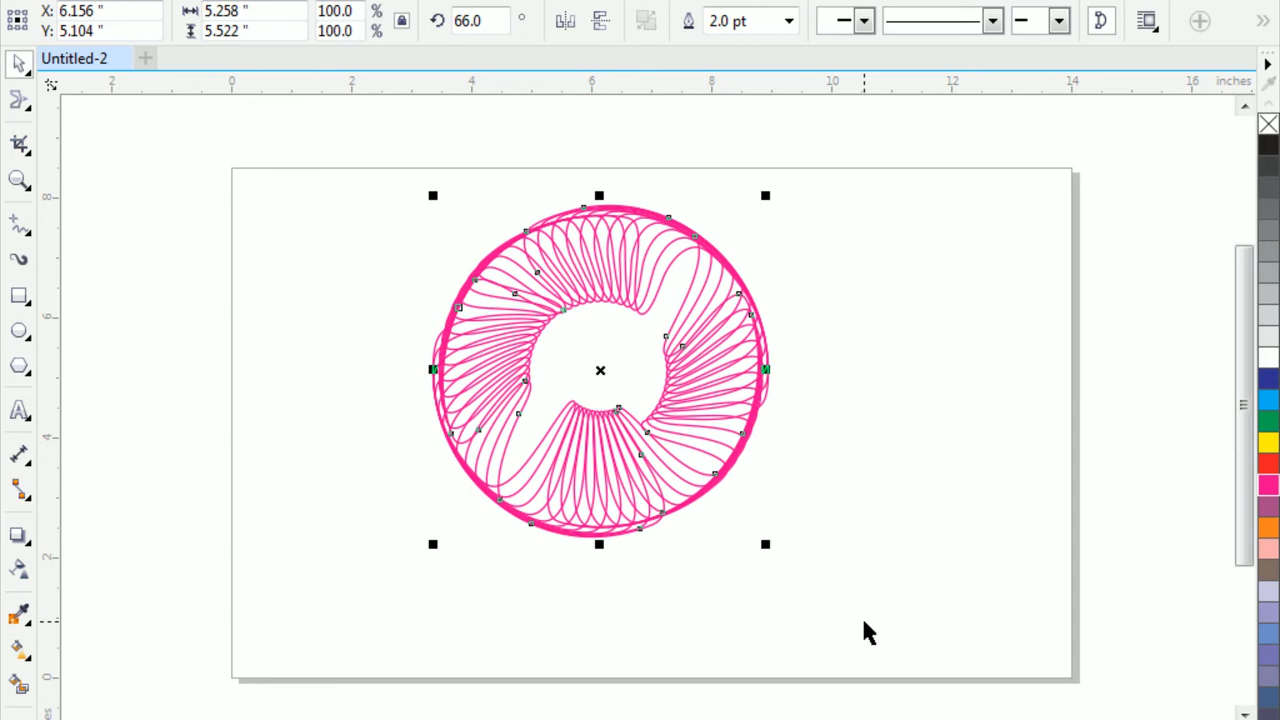 X: 6.156 " 5.258 " 100.0 % 66.0 ° 2.0 pt
Y: 5.104 " 5.522 " 100.0 %
Untitled-2
2 0 2 4 6 8 10 12 14 16 inches
8
6
4
2
0